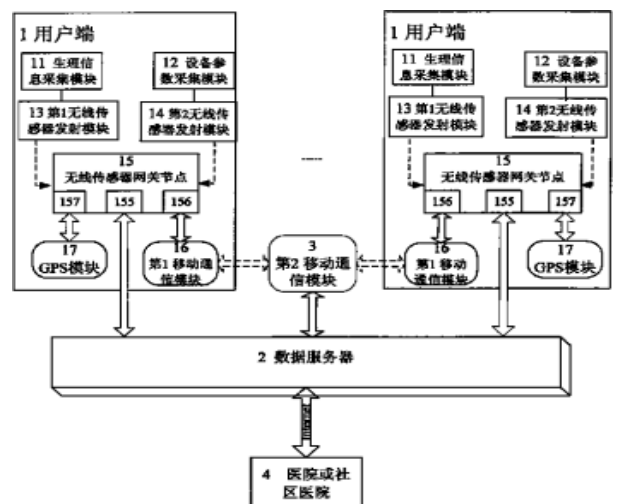 1 用户端
11 生理信
息采集模块
12 设备参
数采集模块
13 第1无线传
感器发射模块
14 第2无线传
感器发射模块
15
无线传感器网关节点
157
155
156
17
GPS模块
16
第1移动通
信模块
3
第2移动通
信模块
1 用户端
11 生理信
息采集模块
12 设备参
数采集模块
13 第1无线传
感器发射模块
14 第2无线传
感器发射模块
15
无线传感器网关节点
156
155
157
16
第1移动
通信模块
17
GPS模块
2 数据服务器
4 医院或社
区医院